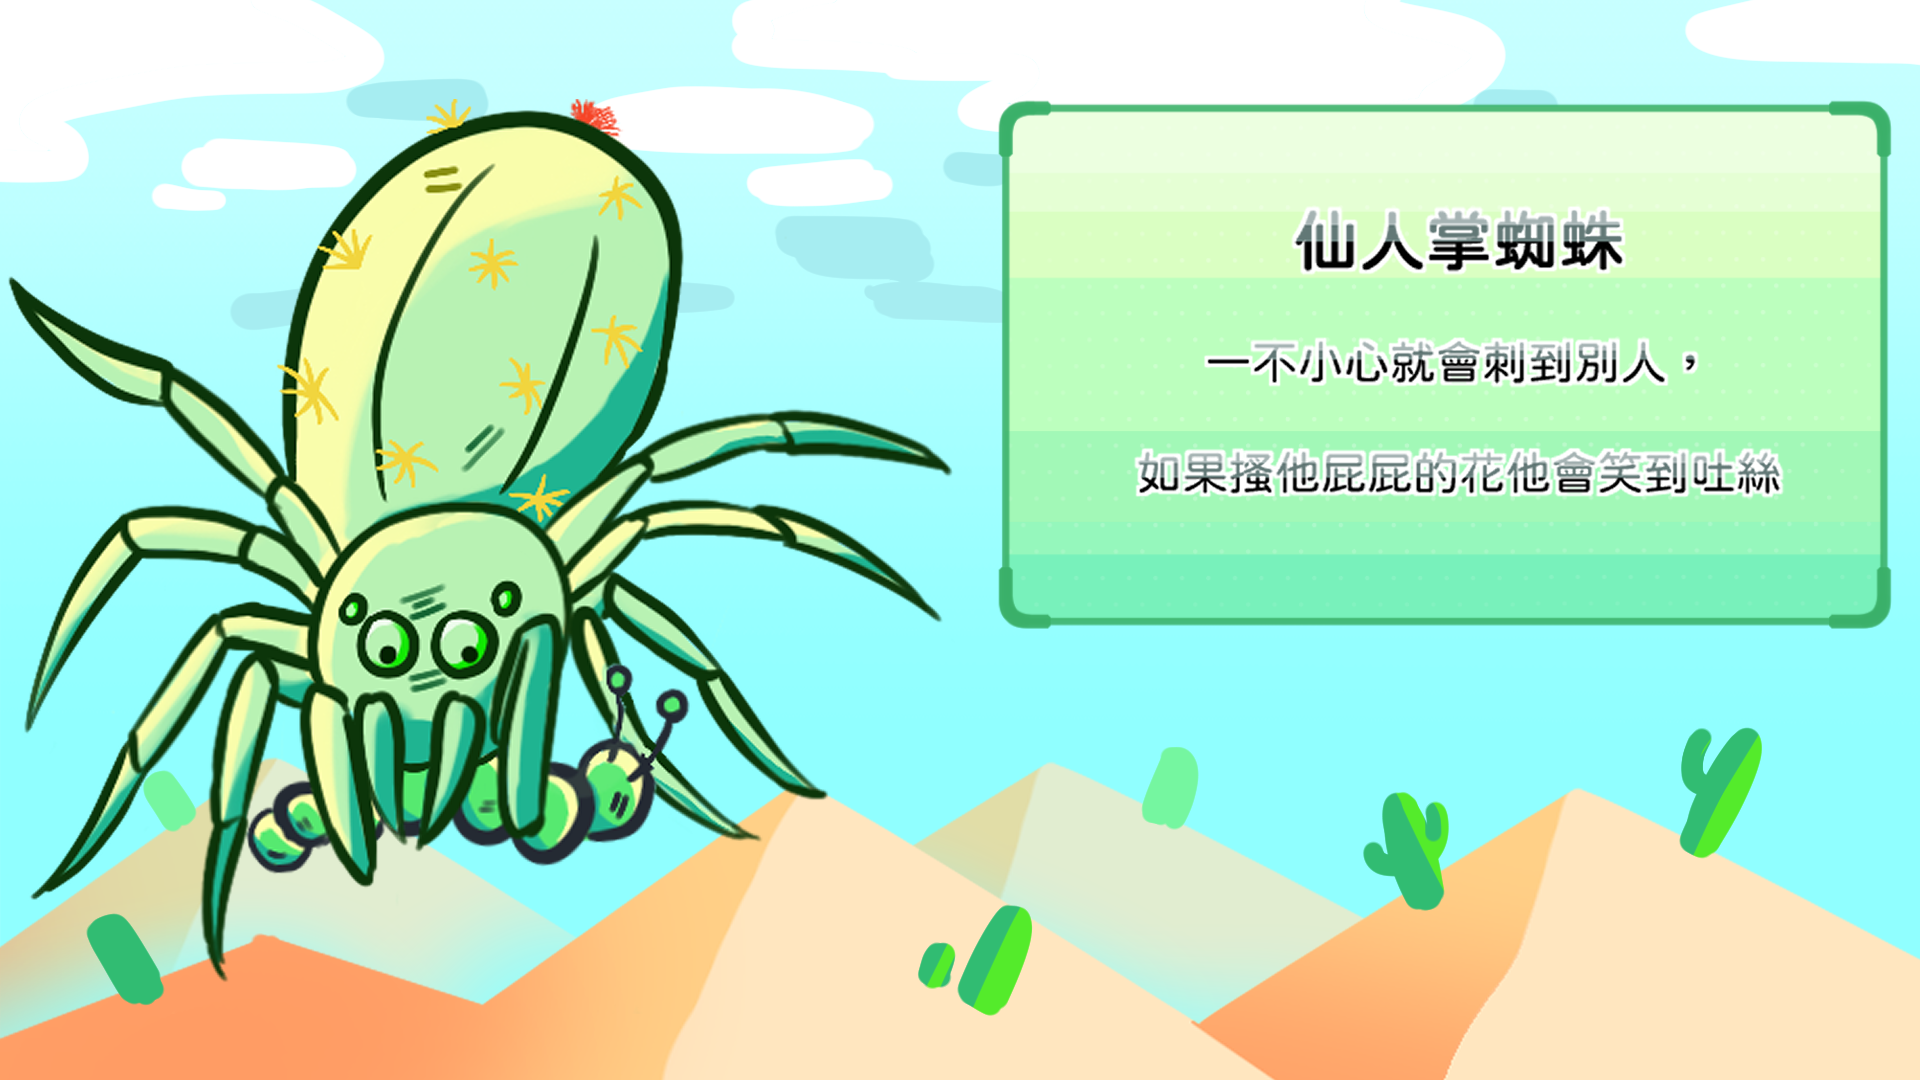 仙人掌蜘蛛
一不小心就會刺到別人，
如果搔他屁屁的花他會笑到吐絲